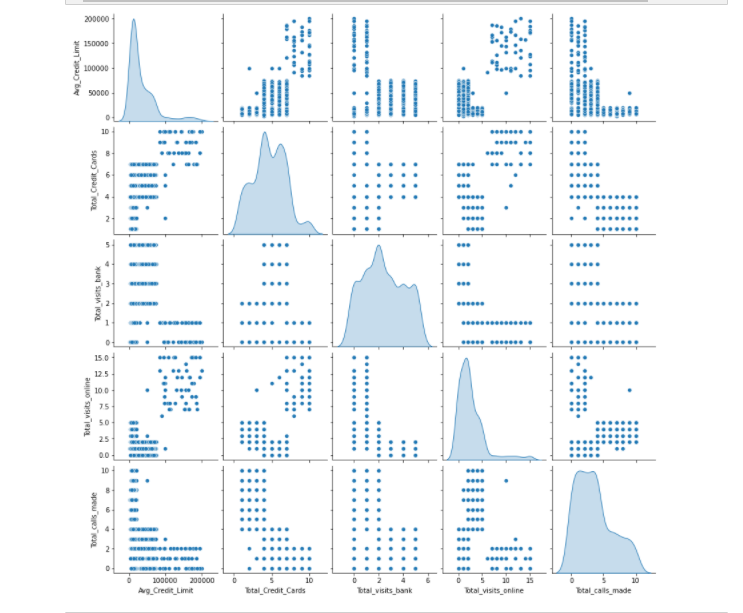 200000
150000
100000
50000
0
Avg_Credit_Limit
10
8
6
4
2
Total_Credit_Cards
5
4
3
2
1
0
Total_visits_bank
15.0
12.5
10.0
7.5
5.0
2.5
0.0
Total_visits_online
10
8
6
4
2
0
Total_calls_made
0 100000 200000
Avg_Credit_Limit
0 5 10
Total_Credit_Cards
0 2 4 6
Total_visits_bank
0 5 10 15
Total_visits_online
0 5 10
Total_calls_made